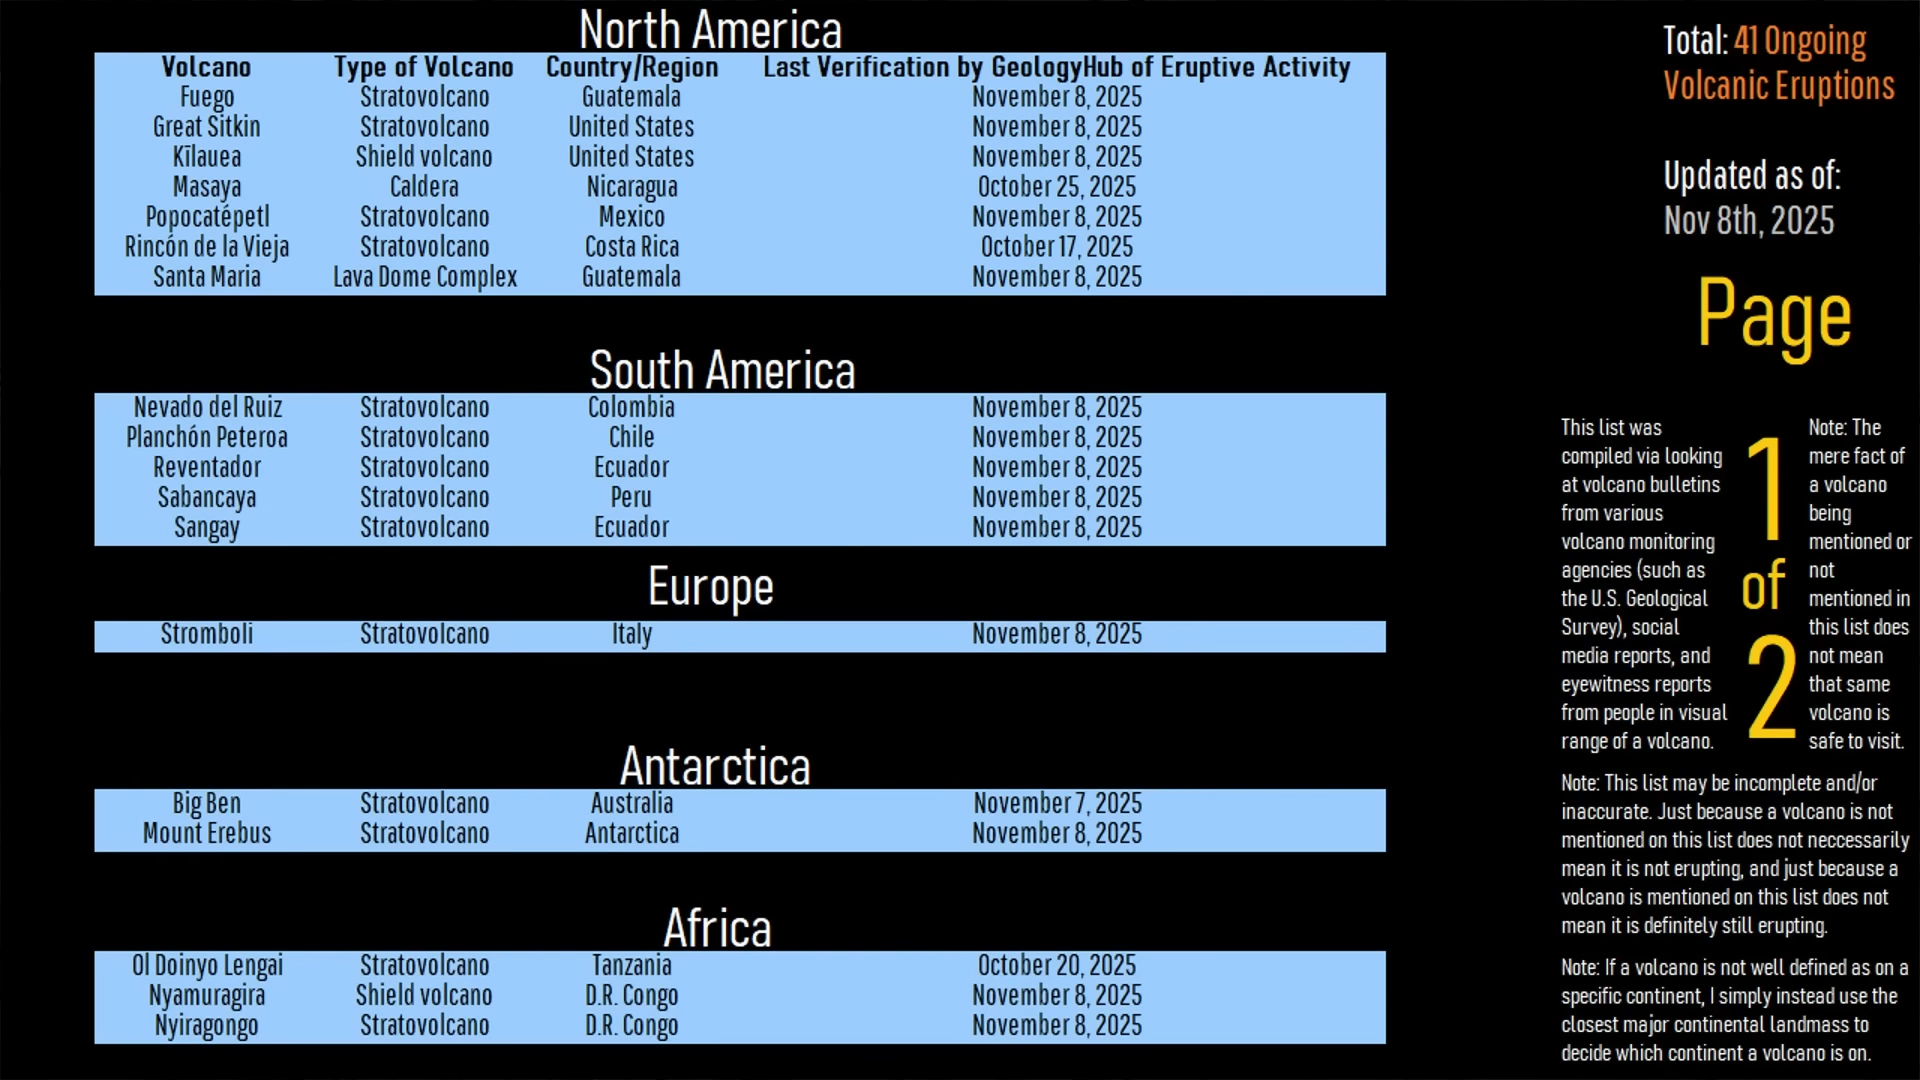 North America
Volcano Type of Volcano Country/Region Last Verification by GeologyHub of Eruptive Activity
Fuego Stratovolcano Guatemala November 8, 2025
Great Sitkin Stratovolcano United States November 8, 2025
Kīlauea Shield volcano United States November 8, 2025
Masaya Caldera Nicaragua October 25, 2025
Popocatépetl Stratovolcano Mexico November 8, 2025
Rincón de la Vieja Stratovolcano Costa Rica October 17, 2025
Santa Maria Lava Dome Complex Guatemala November 8, 2025
South America
Nevado del Ruiz Stratovolcano Colombia November 8, 2025
Planchón Peteroa Stratovolcano Chile November 8, 2025
Reventador Stratovolcano Ecuador November 8, 2025
Sabancaya Stratovolcano Peru November 8, 2025
Sangay Stratovolcano Ecuador November 8, 2025
Europe
Stromboli Stratovolcano Italy November 8, 2025
Antarctica
Big Ben Stratovolcano Australia November 7, 2025
Mount Erebus Stratovolcano Antarctica November 8, 2025
Africa
Ol Doinyo Lengai Stratovolcano Tanzania October 20, 2025
Nyamuragira Shield volcano D.R. Congo November 8, 2025
Nyiragongo Stratovolcano D.R. Congo November 8, 2025
Total: 41 Ongoing
Volcanic Eruptions
Updated as of:
Nov 8th, 2025
Page
1
of
2
This list was
compiled via looking
at volcano bulletins
from various
volcano monitoring
agencies (such as
the U.S. Geological
Survey), social
media reports, and
eyewitness reports
from people in visual
range of a volcano.
Note: The
mere fact of
a volcano
being
mentioned or
not
mentioned in
this list does
not mean
that same
volcano is
safe to visit.
Note: This list may be incomplete and/or
inaccurate. Just because a volcano is not
mentioned on this list does not neccessarily
mean it is not erupting, and just because a
volcano is mentioned on this list does not
mean it is definitely still erupting.
Note: If a volcano is not well defined as on a
specific continent, I simply instead use the
closest major continental landmass to
decide which continent a volcano is on.